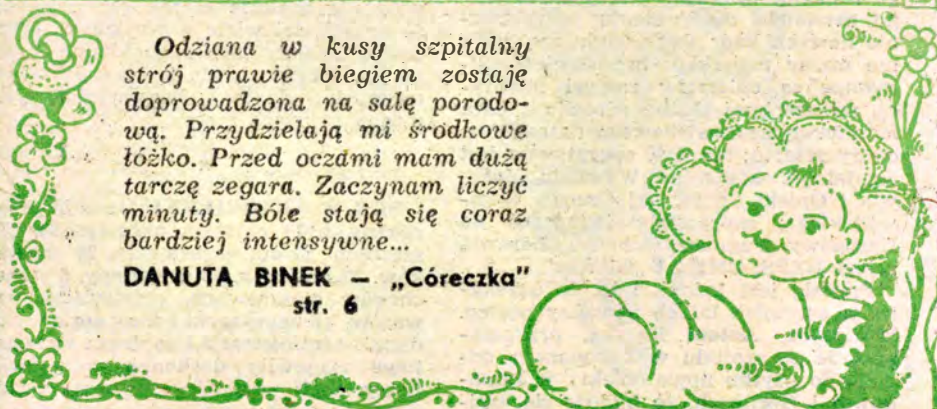 Odziana w kusy szpitalny
strój prawie biegiem zostaję
doprowadzona na salę porodo-
wą. Przydzielają mi środkowe
łóżko. Przed oczami mam dużą
tarczę zegara. Zaczynam liczyć
minuty. Bóle stają się coraz
bardziej intensywne...
DANUTA BINEK — „Córeczka”
str. 6